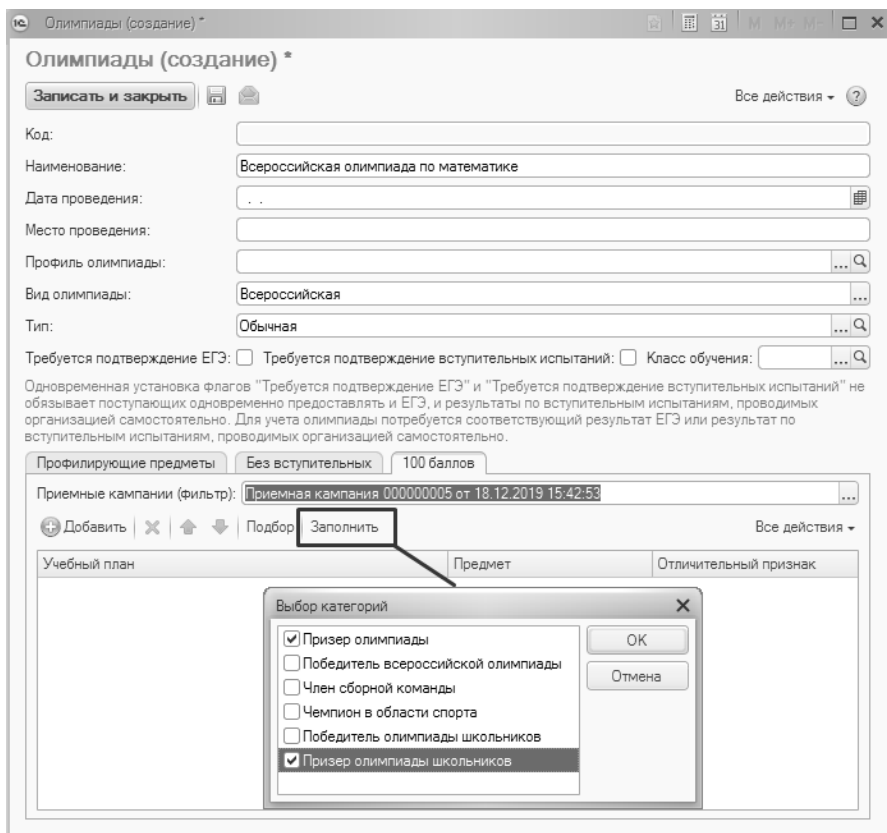 1С Олимпиады (создание) * 31 M M+ M-
Олимпиады (создание) *
Записать и закрыть Все действия ?
Код:
Наименование: Всероссийская олимпиада по математике
Дата проведения: . .
Место проведения:
Профиль олимпиады: ...
Вид олимпиады: Всероссийская ...
Тип: Обычная ...
Требуется подтверждение ЕГЭ: Требуется подтверждение вступительных испытаний: Класс обучения: ...
Одновременная установка флагов "Требуется подтверждение ЕГЭ" и "Требуется подтверждение вступительных испытаний" не
обязывает поступающих одновременно предоставлять и ЕГЭ, и результаты по вступительным испытаниям, проводимых
организацией самостоятельно. Для учета олимпиады потребуется соответствующий результат ЕГЭ или результат по
вступительным испытаниям, проводимых организацией самостоятельно.
Профилирующие предметы Без вступительных 100 баллов
Приемные кампании (фильтр): Приемная кампания 000000005 от 18.12.2019 15:42:53 ...
Добавить Подбор Заполнить Все действия
Учебный план Предмет Отличительный признак
Выбор категорий
Призер олимпиады OK
Победитель всероссийской олимпиады
Отмена
Член сборной команды
Чемпион в области спорта
Победитель олимпиады школьников
Призер олимпиады школьников